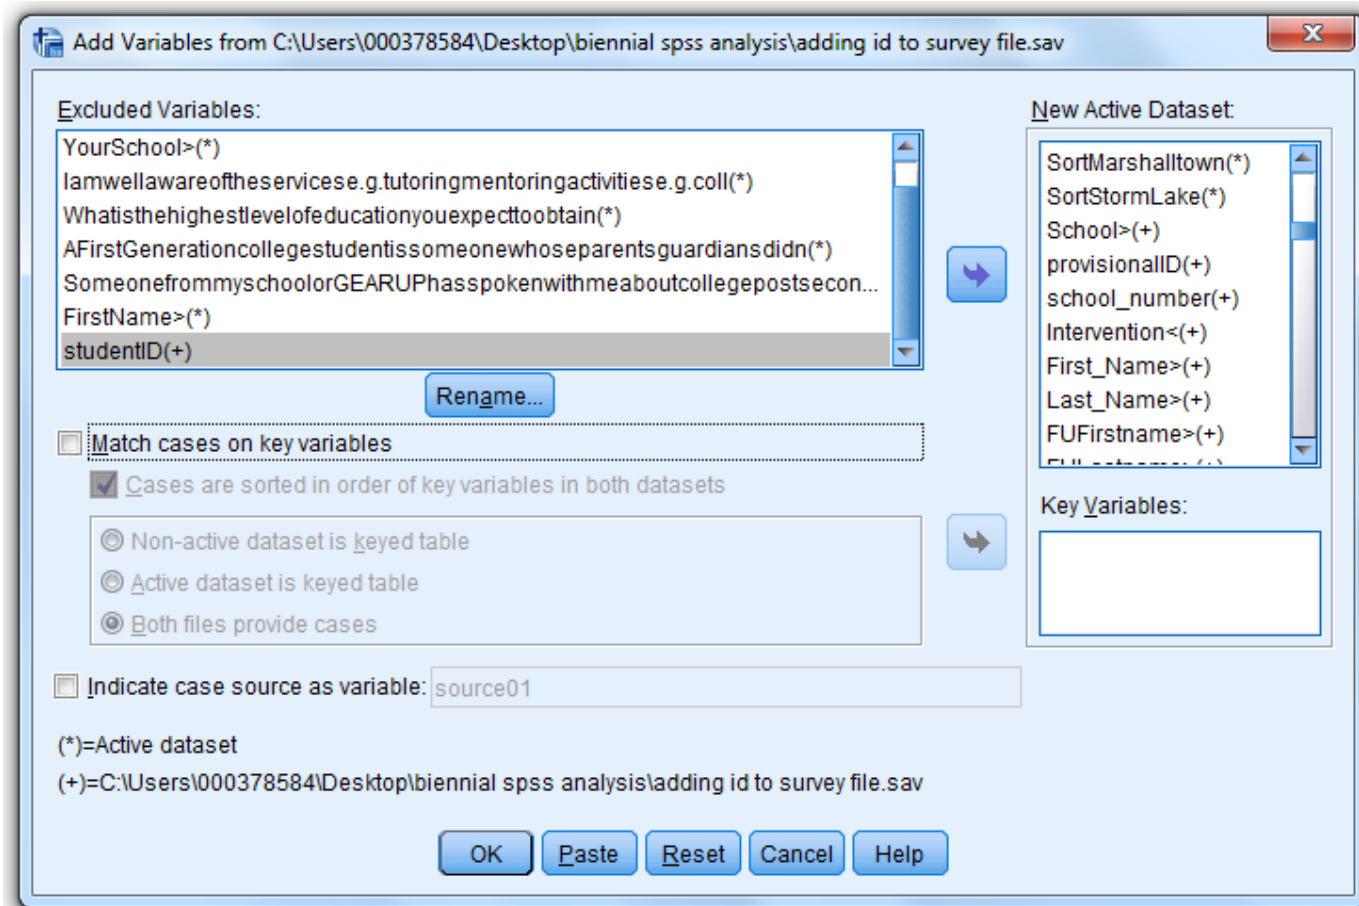 Add Variables from C:\Users\000378584\Desktop\biennial spss analysis\adding id to survey file.sav
Excluded Variables:
YourSchool>(*)
Iamwellawareoftheservicese.g.tutoringmentoringactivitiese.g.coll(*)
Whatisthehighestlevelofeducationyouexpecttoobtain(*)
AFirstGenerationcollegestudentissomeonewhoseparentsguardiansdidn(*)
SomeonefrommyschoolorGEARUPhasspokenwithmeaboutcollegepostsecon...
FirstName>(*)
studentID(+)
Rename...
Match cases on key variables
Cases are sorted in order of key variables in both datasets
Non-active dataset is keyed table
Active dataset is keyed table
Both files provide cases
Indicate case source as variable: source01
(*)=Active dataset
(+)=C:\Users\000378584\Desktop\biennial spss analysis\adding id to survey file.sav
New Active Dataset:
SortMarshalltown(*)
SortStormLake(*)
School>(+)
provisionalID(+)
school_number(+)
Intervention<(+)
First_Name>(+)
Last_Name>(+)
FUFirstname>(+)
Key Variables:
OK Paste Reset Cancel Help